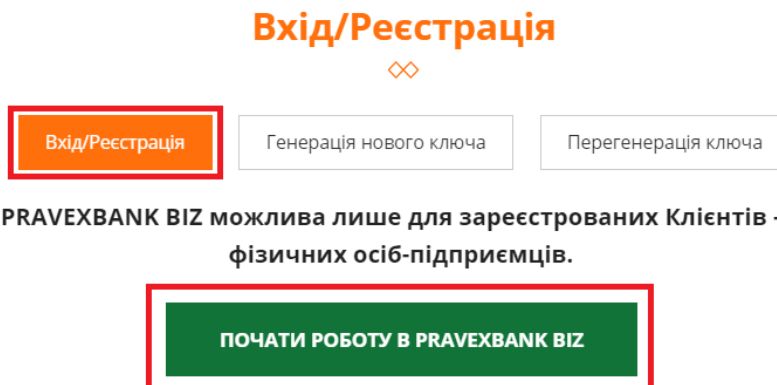 Вхід/Реєстрація
Вхід/Реєстрація Генерація нового ключа Перегенерація ключа
PRAVEXBANK BIZ можлива лише для зареєстрованих Клієнтів -
фізичних осіб-підприємців.
ПОЧАТИ РОБОТУ В PRAVEXBANK BIZ